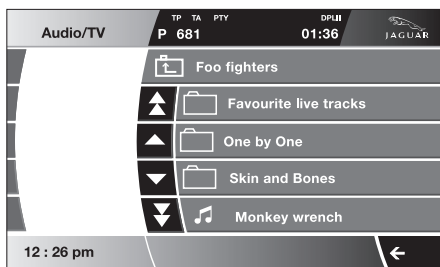 Audio/TV
TP TA PTY DPLII
P 681 01:36
JAGUAR
Foo fighters
Favourite live tracks
One by One
Skin and Bones
Monkey wrench
12 : 26 pm